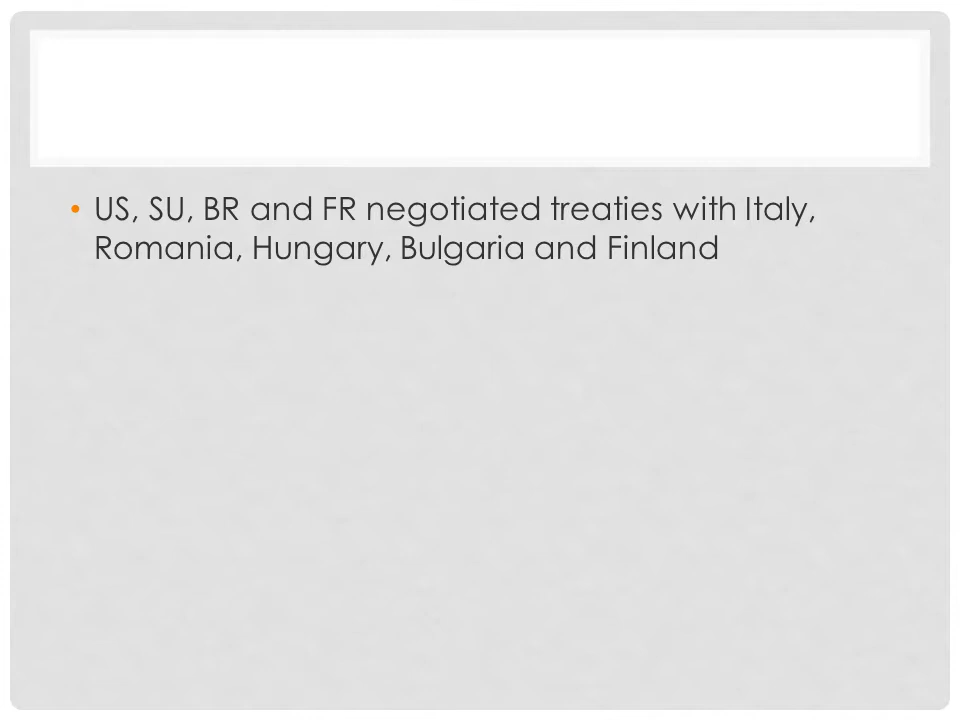 • US, SU, BR and FR negotiated treaties with Italy,
Romania, Hungary, Bulgaria and Finland